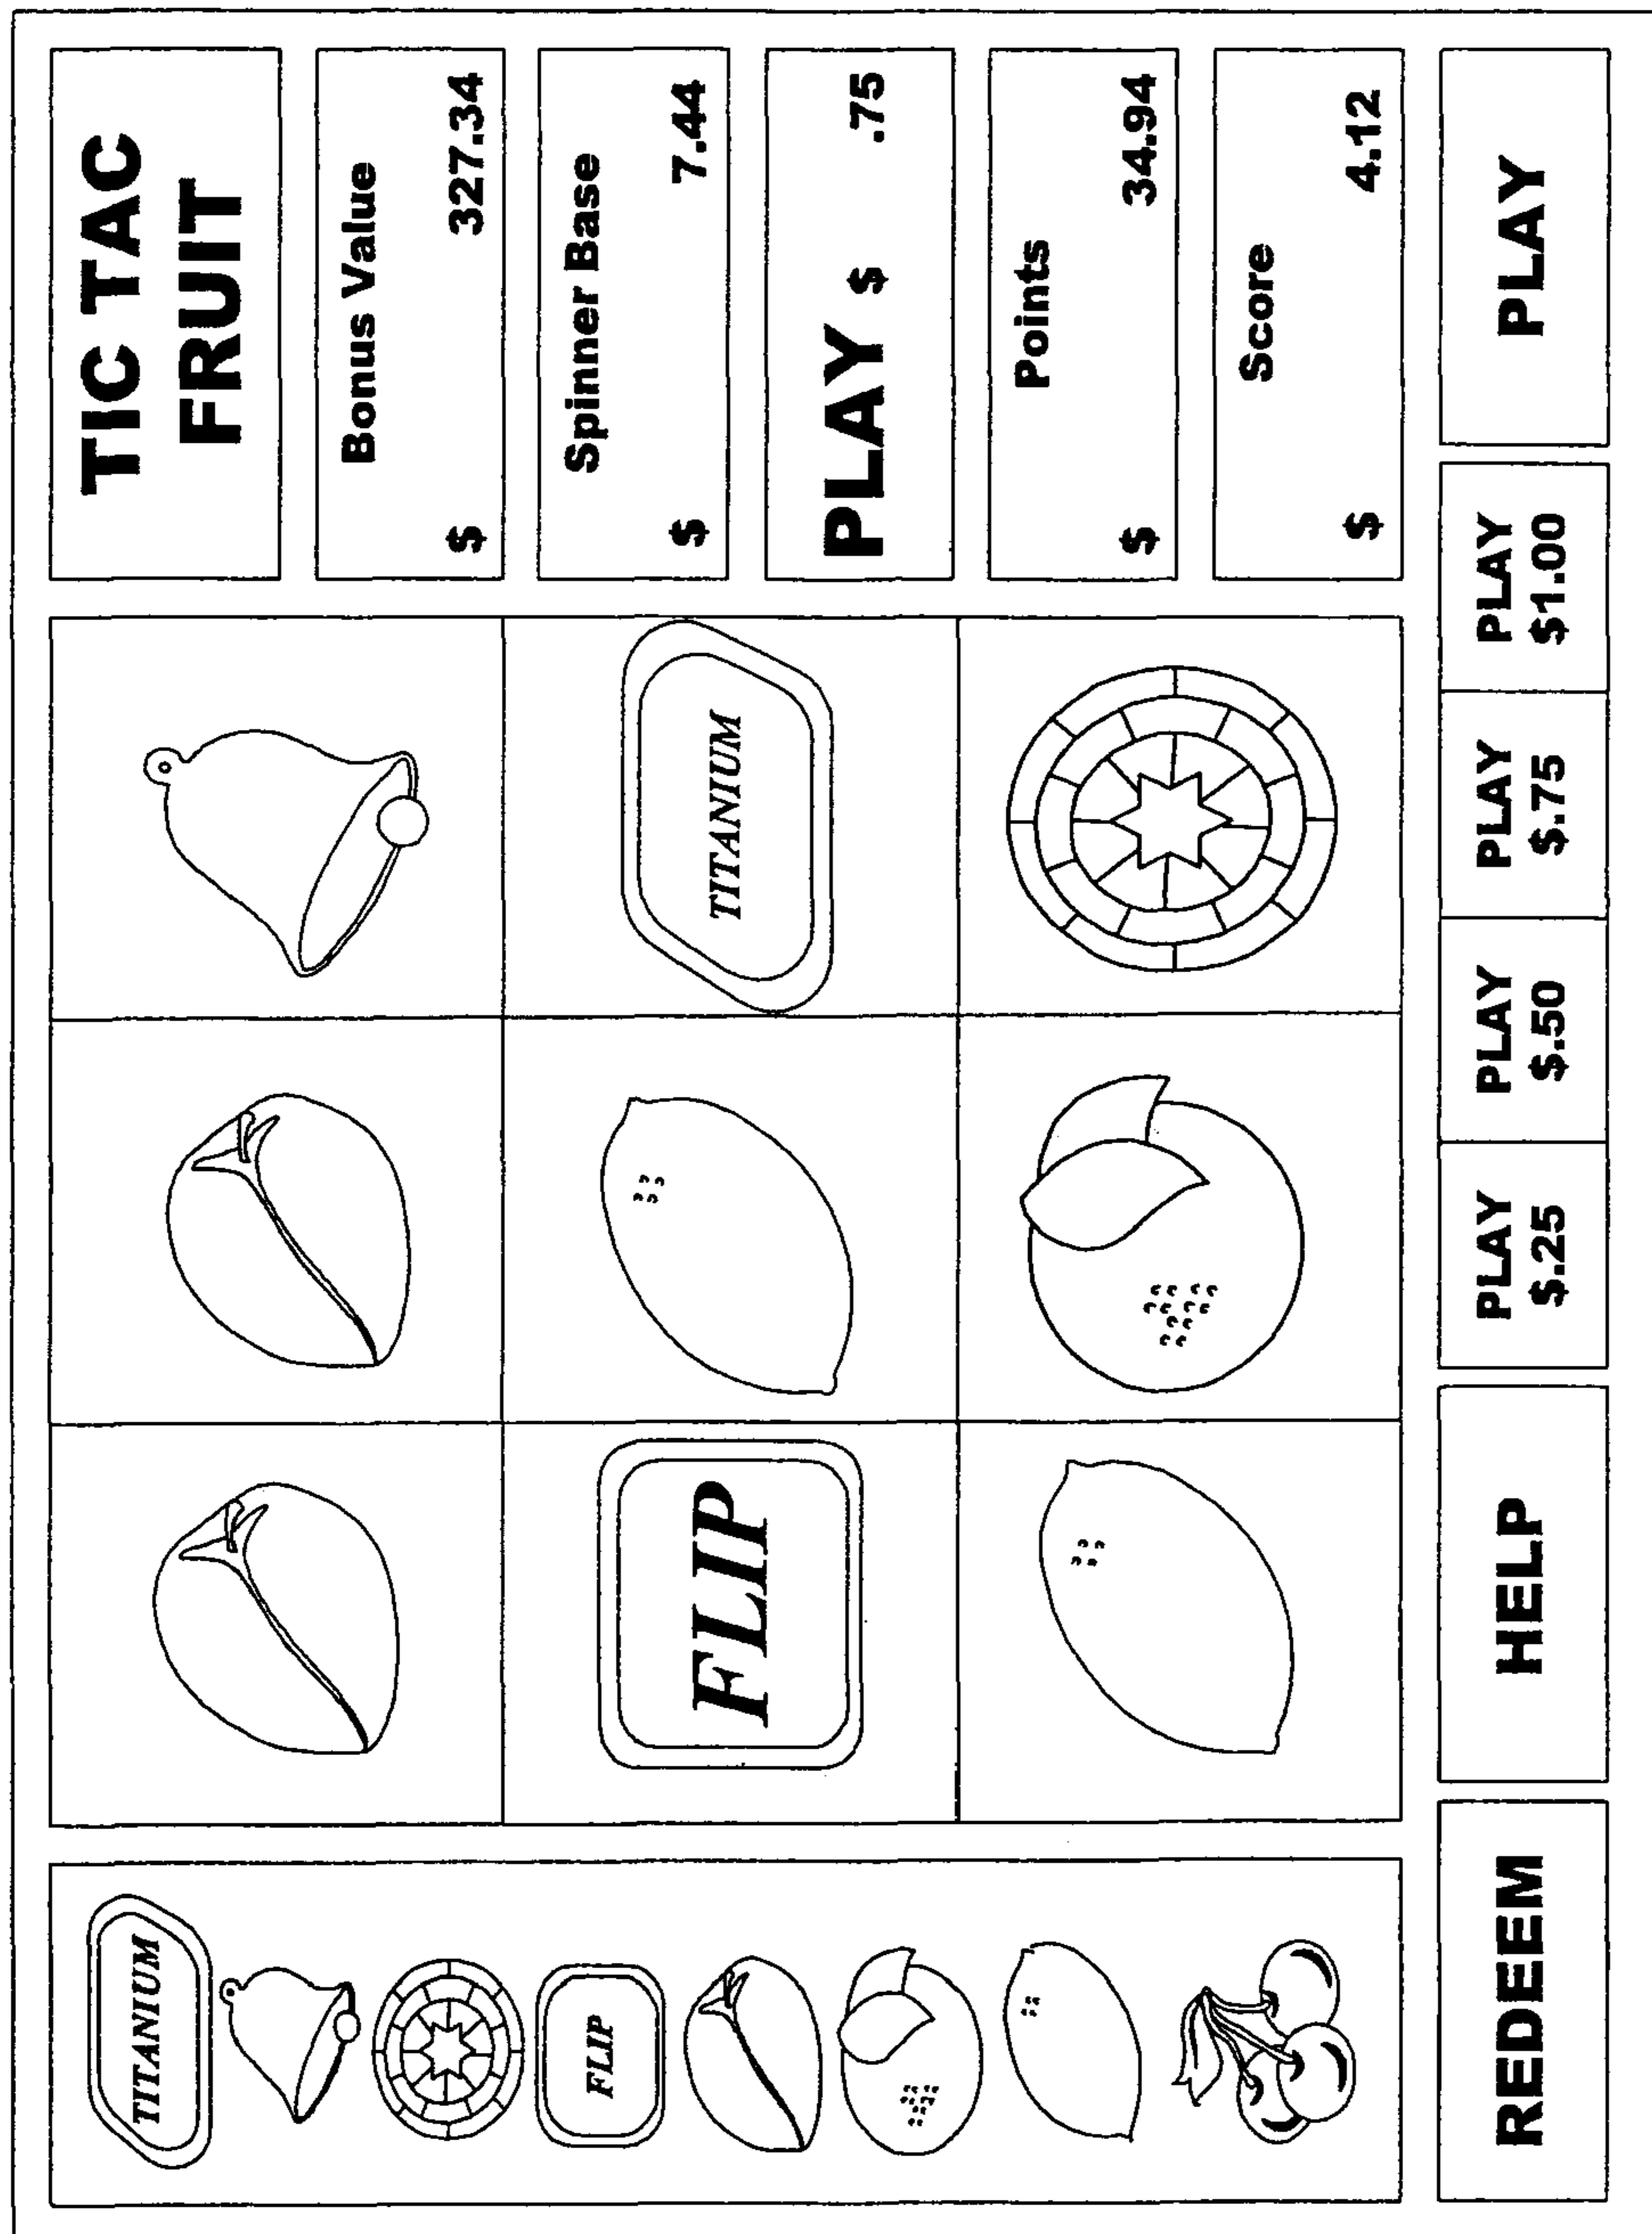 TITANIUM
FLIP
FLIP
TITANIUM
TIC TAC
FRUIT
Bonus Value
$ 327.34
Spinner Base
$ 7.44
PLAY $ .75
Points
$ 34.94
Score
$ 4.12
REDEEM
HELP
PLAY
$.25
PLAY
$.50
PLAY
$.75
PLAY
$1.00
PLAY